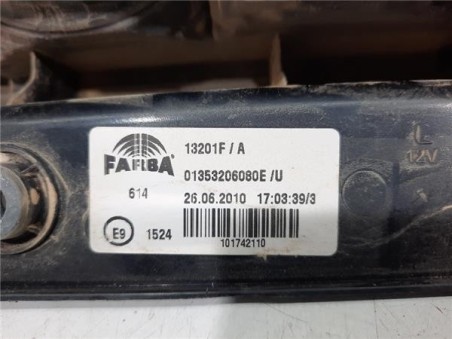 FARBA
13201F / A
01353206080E /U
614
26.06.2010 17:03:39/3
E9
1524
101742110
L
12V